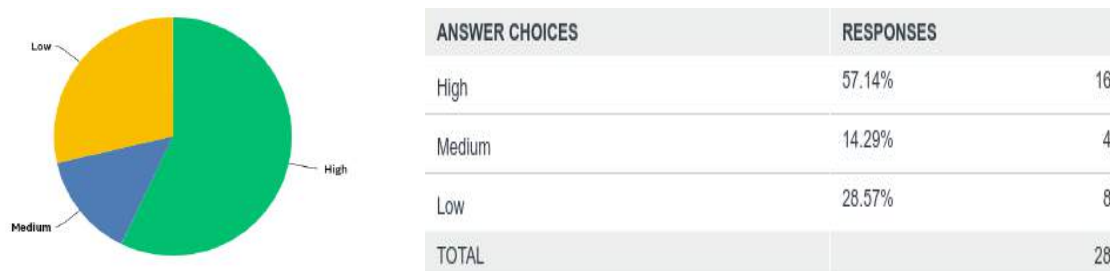 Low
High
Medium
ANSWER CHOICES RESPONSES
High 57.14% 16
Medium 14.29% 4
Low 28.57% 8
TOTAL 28